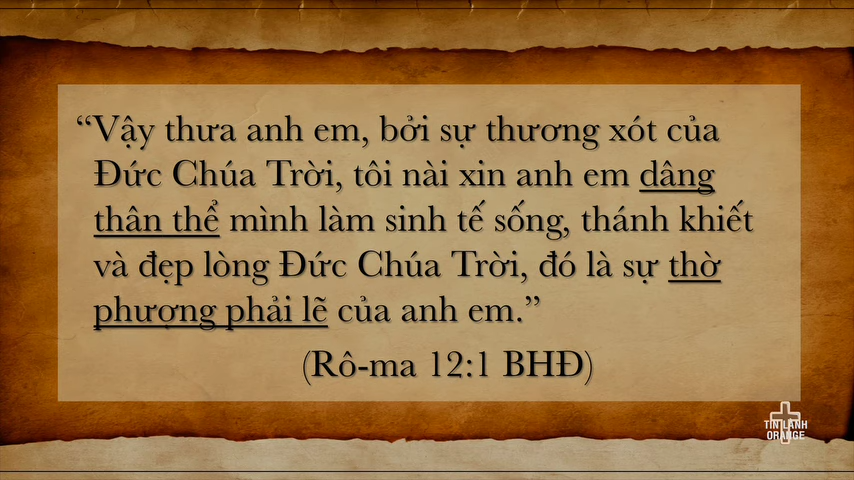 “Vậy thưa anh em, bởi sự thương xót của
Đức Chúa Trời, tôi nài xin anh em dâng
thân thể mình làm sinh tế sống, thánh khiết
và đẹp lòng Đức Chúa Trời, đó là sự thờ
phượng phải lẽ của anh em.”
(Rô-ma 12:1 BHĐ)
TIN LANH
ORANGE